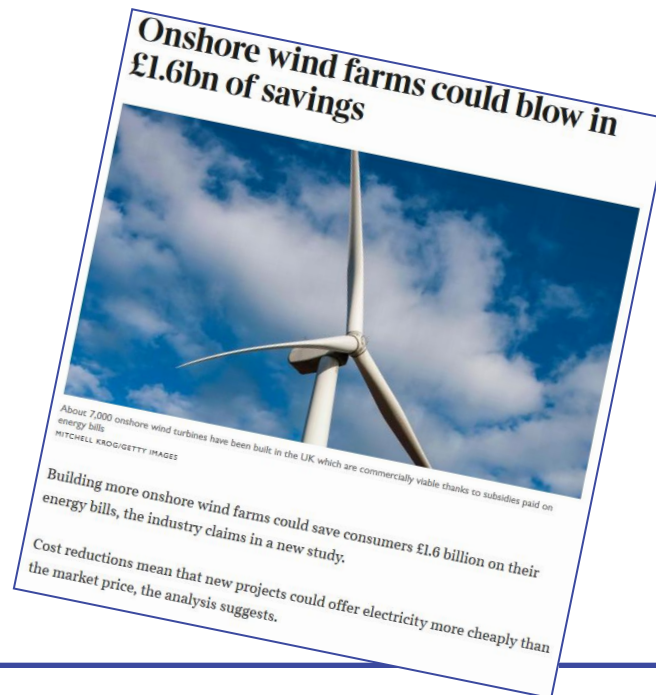 Onshore wind farms could blow in
£1.6bn of savings
About 7,000 onshore wind turbines have been built in the UK which are commercially viable thanks to subsidies paid on
energy bills
MITCHELL KROG/GETTY IMAGES
Building more onshore wind farms could save consumers £1.6 billion on their
energy bills, the industry claims in a new study.
Cost reductions mean that new projects could offer electricity more cheaply than
the market price, the analysis suggests.